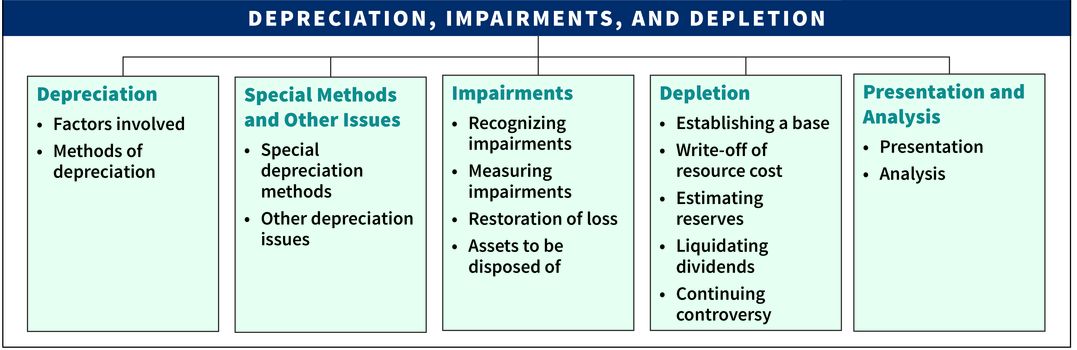 DEPRECIATION, IMPAIRMENTS, AND DEPLETION
Depreciation
• Factors involved
• Methods of
depreciation
Special Methods
and Other Issues
• Special
depreciation
methods
• Other depreciation
issues
Impairments
• Recognizing
impairments
• Measuring
impairments
• Restoration of loss
• Assets to be
disposed of
Depletion
• Establishing a base
• Write-off of
resource cost
• Estimating
reserves
• Liquidating
dividends
• Continuing
controversy
Presentation and
Analysis
• Presentation
• Analysis